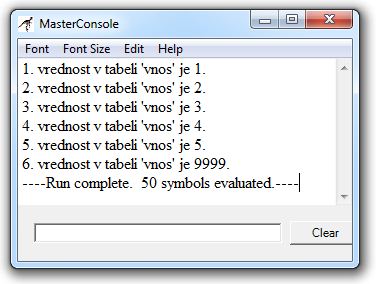 MasterConsole
Font Font Size Edit Help
1. vrednost v tabeli 'vnos' je 1.
2. vrednost v tabeli 'vnos' je 2.
3. vrednost v tabeli 'vnos' je 3.
4. vrednost v tabeli 'vnos' je 4.
5. vrednost v tabeli 'vnos' je 5.
6. vrednost v tabeli 'vnos' je 9999.
----Run complete.  50 symbols evaluated.----
Clear